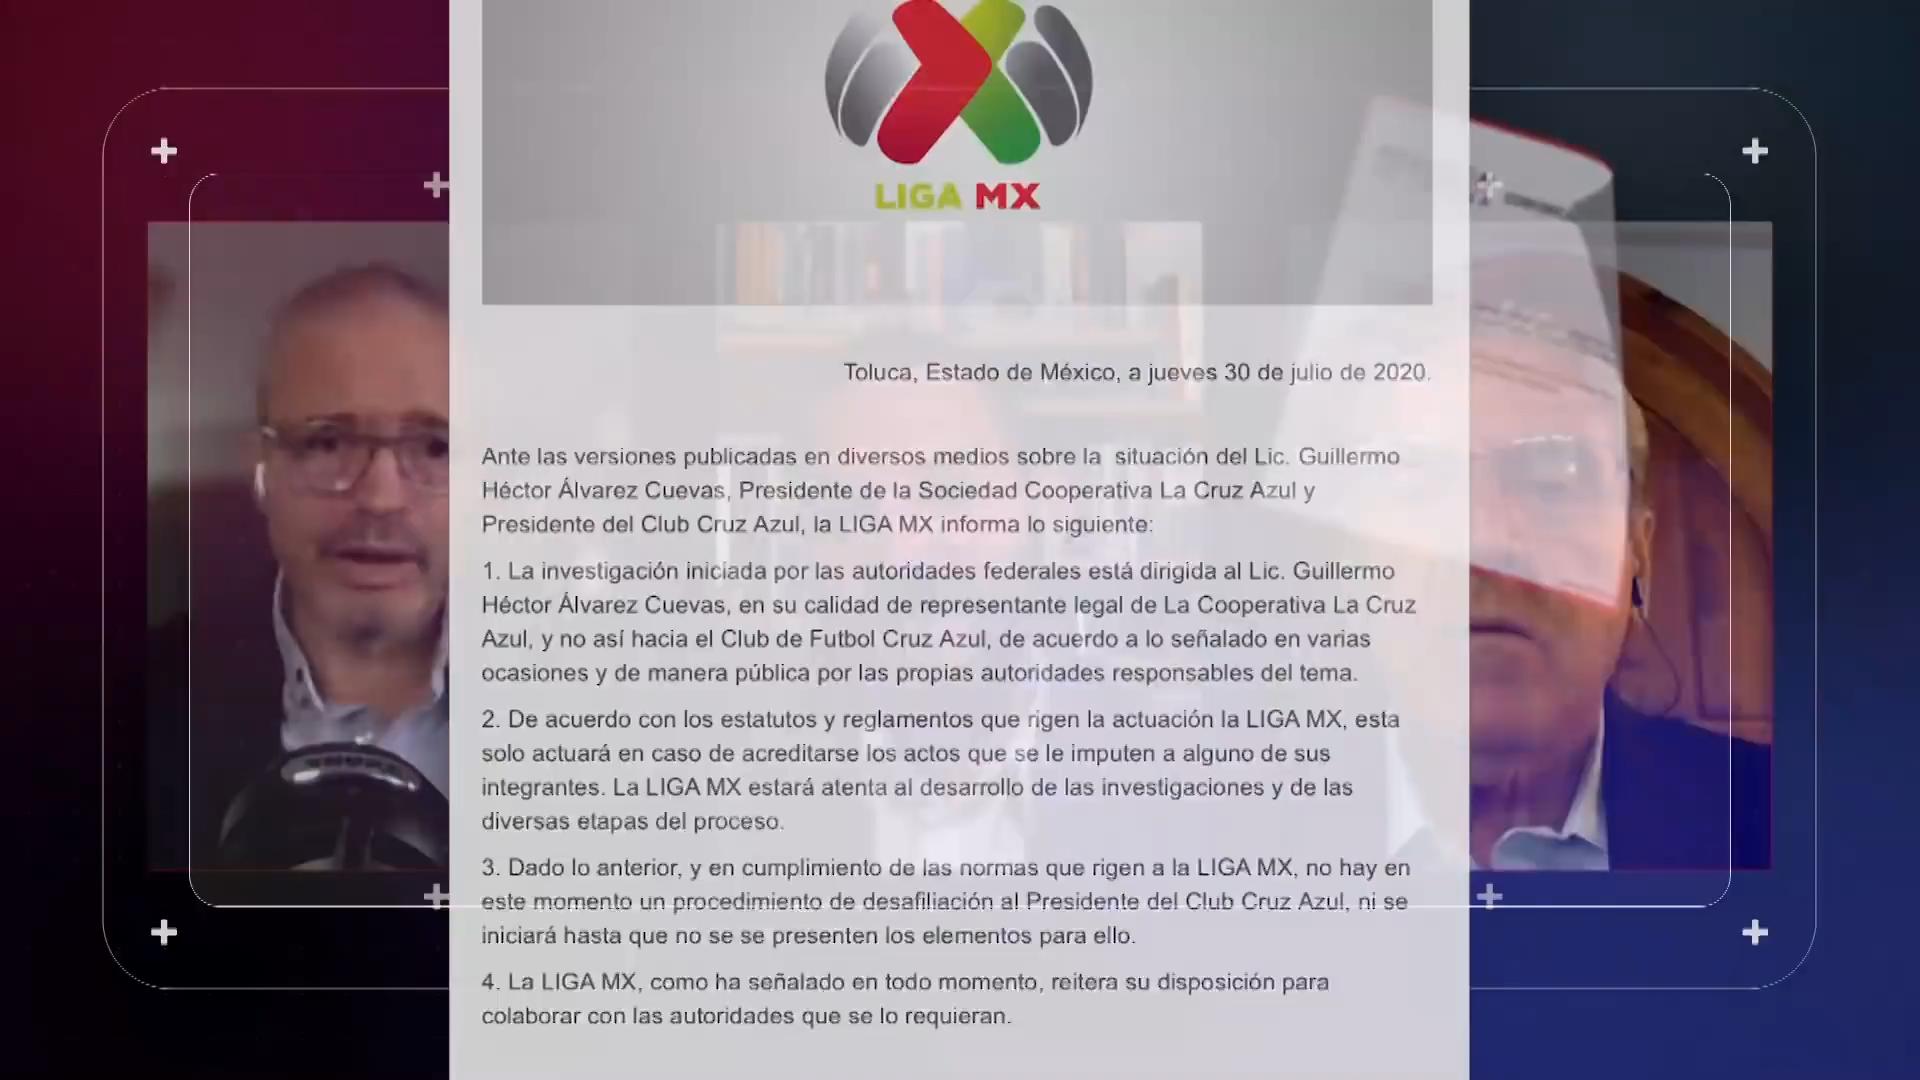 LIGA MX
Toluca, Estado de México, a jueves 30 de julio de 2020.
Ante las versiones publicadas en diversos medios sobre la situación del Lic. Guillermo
Héctor Álvarez Cuevas, Presidente de la Sociedad Cooperativa La Cruz Azul y
Presidente del Club Cruz Azul, la LIGA MX informa lo siguiente:
1. La investigación iniciada por las autoridades federales está dirigida al Lic. Guillermo
Héctor Álvarez Cuevas, en su calidad de representante legal de La Cooperativa La Cruz
Azul, y no así hacia el Club de Futbol Cruz Azul, de acuerdo a lo señalado en varias
ocasiones y de manera pública por las propias autoridades responsables del tema.
2. De acuerdo con los estatutos y reglamentos que rigen la actuación la LIGA MX, esta
solo actuará en caso de acreditarse los actos que se le imputen a alguno de sus
integrantes. La LIGA MX estará atenta al desarrollo de las investigaciones y de las
diversas etapas del proceso.
3. Dado lo anterior, y en cumplimiento de las normas que rigen a la LIGA MX, no hay en
este momento un procedimiento de desafiliación al Presidente del Club Cruz Azul, ni se
iniciará hasta que no se se presenten los elementos para ello.
4. La LIGA MX, como ha señalado en todo momento, reitera su disposición para
colaborar con las autoridades que se lo requieran.